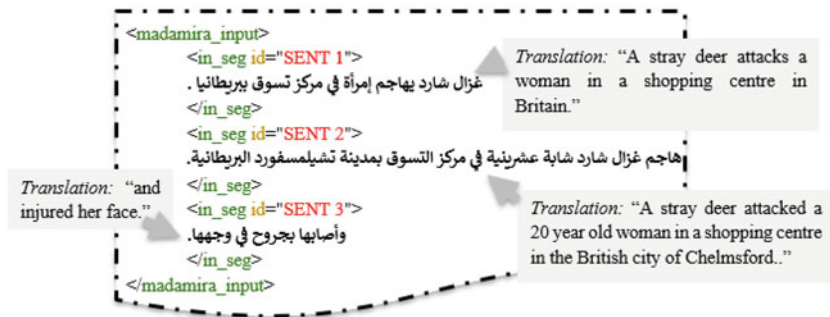 <madamira_input>
<in_seg id="SENT 1">
غزال شارد يهاجم إمرأة في مركز تسوق ببريطانيا .
</in_seg>
<in_seg id="SENT 2">
هاجم غزال شارد شابة عشرينية في مركز التسوق بمدينة تشيلمسفورد البريطانية.
</in_seg>
<in_seg id="SENT 3">
وأصابها بجروح في وجهها.
</in_seg>
</madamira_input>
Translation: “A stray deer attacks a
woman in a shopping centre in
Britain.”
Translation: “and
injured her face.”
Translation: “A stray deer attacked a
20 year old woman in a shopping centre
in the British city of Chelmsford..”